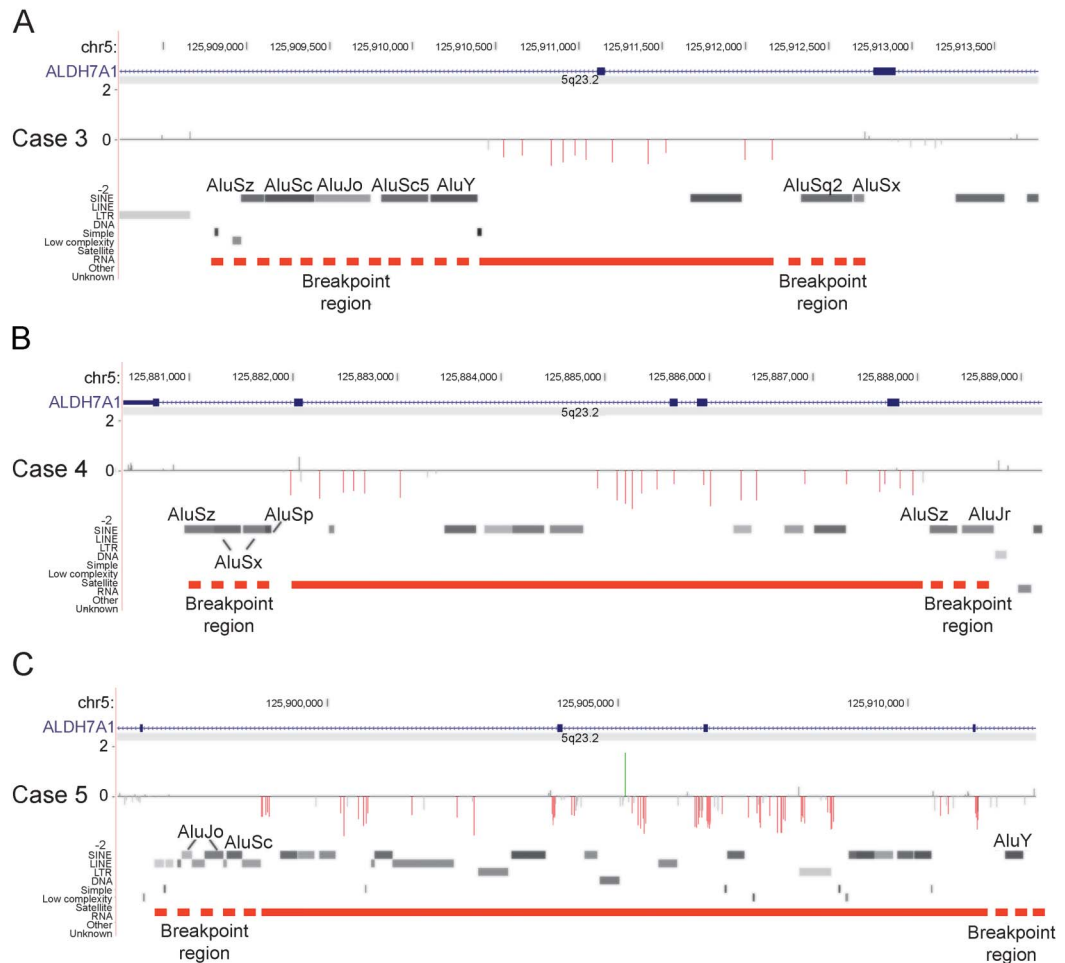 A
chr5: 125,909,000 125,909,500 125,910,000 125,910,500 125,911,000 125,911,500 125,912,000 125,912,500 125,913,000 125,913,500
ALDH7A1
5q23.2
2
Case 3 0
-2
AluSz AluSc AluJo AluSc5 AluY AluSq2 AluSx
SINE
LINE
LTR
DNA
Simple
Low complexity
Satellite
RNA
Other
Unknown
Breakpoint region
Breakpoint region
B
chr5: 125,881,000 125,882,000 125,883,000 125,884,000 125,885,000 125,886,000 125,887,000 125,888,000 125,889,000
ALDH7A1
5q23.2
2
Case 4 0
-2
AluSz AluSp AluSz AluJr
AluSx
SINE
LINE
LTR
DNA
Simple
Low complexity
Satellite
RNA
Other
Unknown
Breakpoint region
Breakpoint region
C
chr5: 125,900,000 125,905,000 125,910,000
ALDH7A1
5q23.2
2
Case 5 0
-2
AluJo AluSc AluY
SINE
LINE
LTR
DNA
Simple
Low complexity
Satellite
RNA
Other
Unknown
Breakpoint region
Breakpoint region